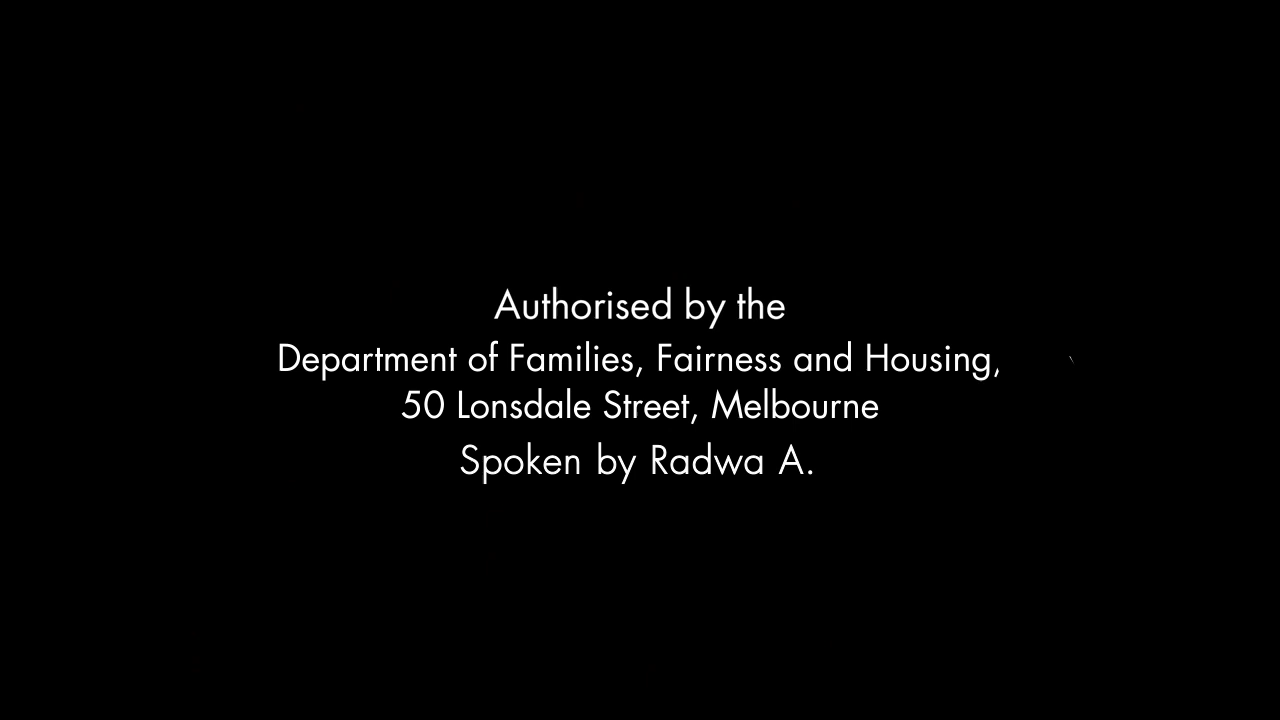 Authorised by the
Department of Families, Fairness and Housing,
50 Lonsdale Street, Melbourne
Spoken by Radwa A.